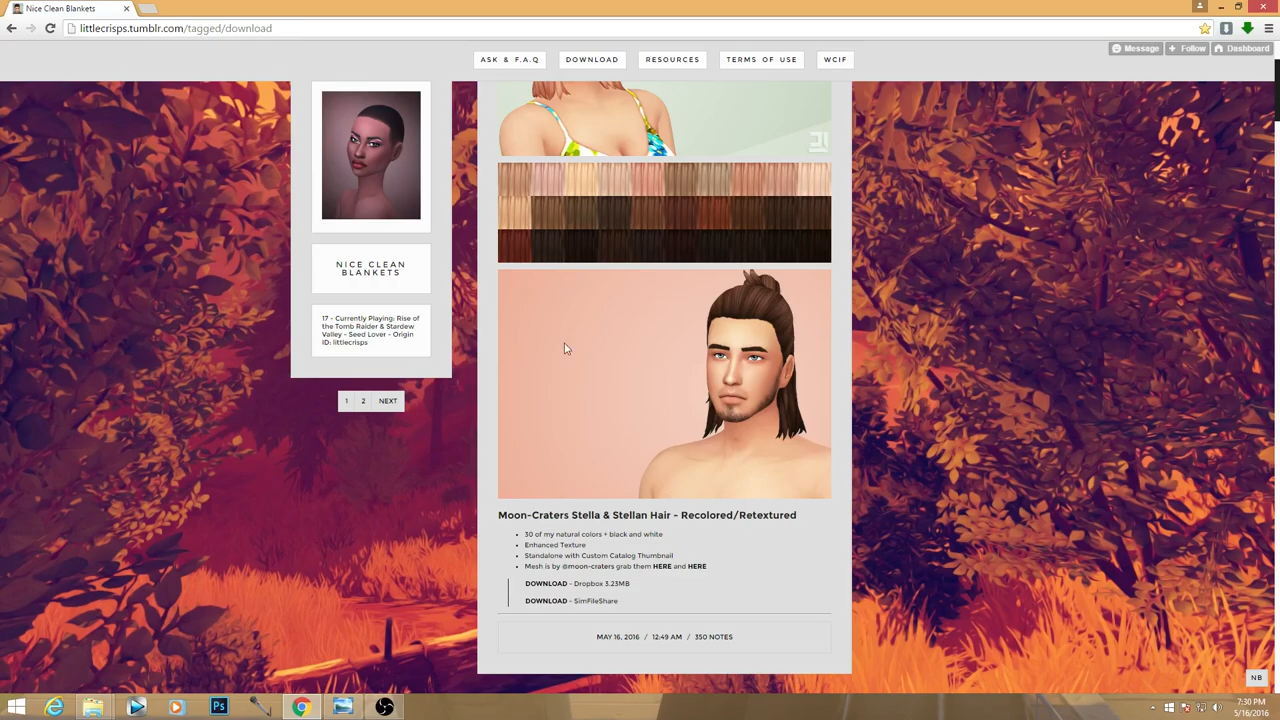 Nice Clean Blankets
littlecrisps.tumblr.com/tagged/download
Message
Follow
Dashboard
ASK & F.A.Q
DOWNLOAD
RESOURCES
TERMS OF USE
WCIF
NICE CLEAN
BLANKETS
17 - Currently Playing: Rise of
the Tomb Raider & Stardew
Valley - Seed Lover - Origin
ID: littlecrisps
1
2
NEXT
Moon-Craters Stella & Stellan Hair - Recolored/Retextured
30 of my natural colors + black and white
Enhanced Texture
Standalone with Custom Catalog Thumbnail
Mesh is by @moon-craters grab them HERE and HERE
DOWNLOAD - Dropbox 3.23MB
DOWNLOAD - SimFileShare
MAY 16, 2016 / 12:49 AM / 350 NOTES
NB
Ps
7:30 PM
5/16/2016